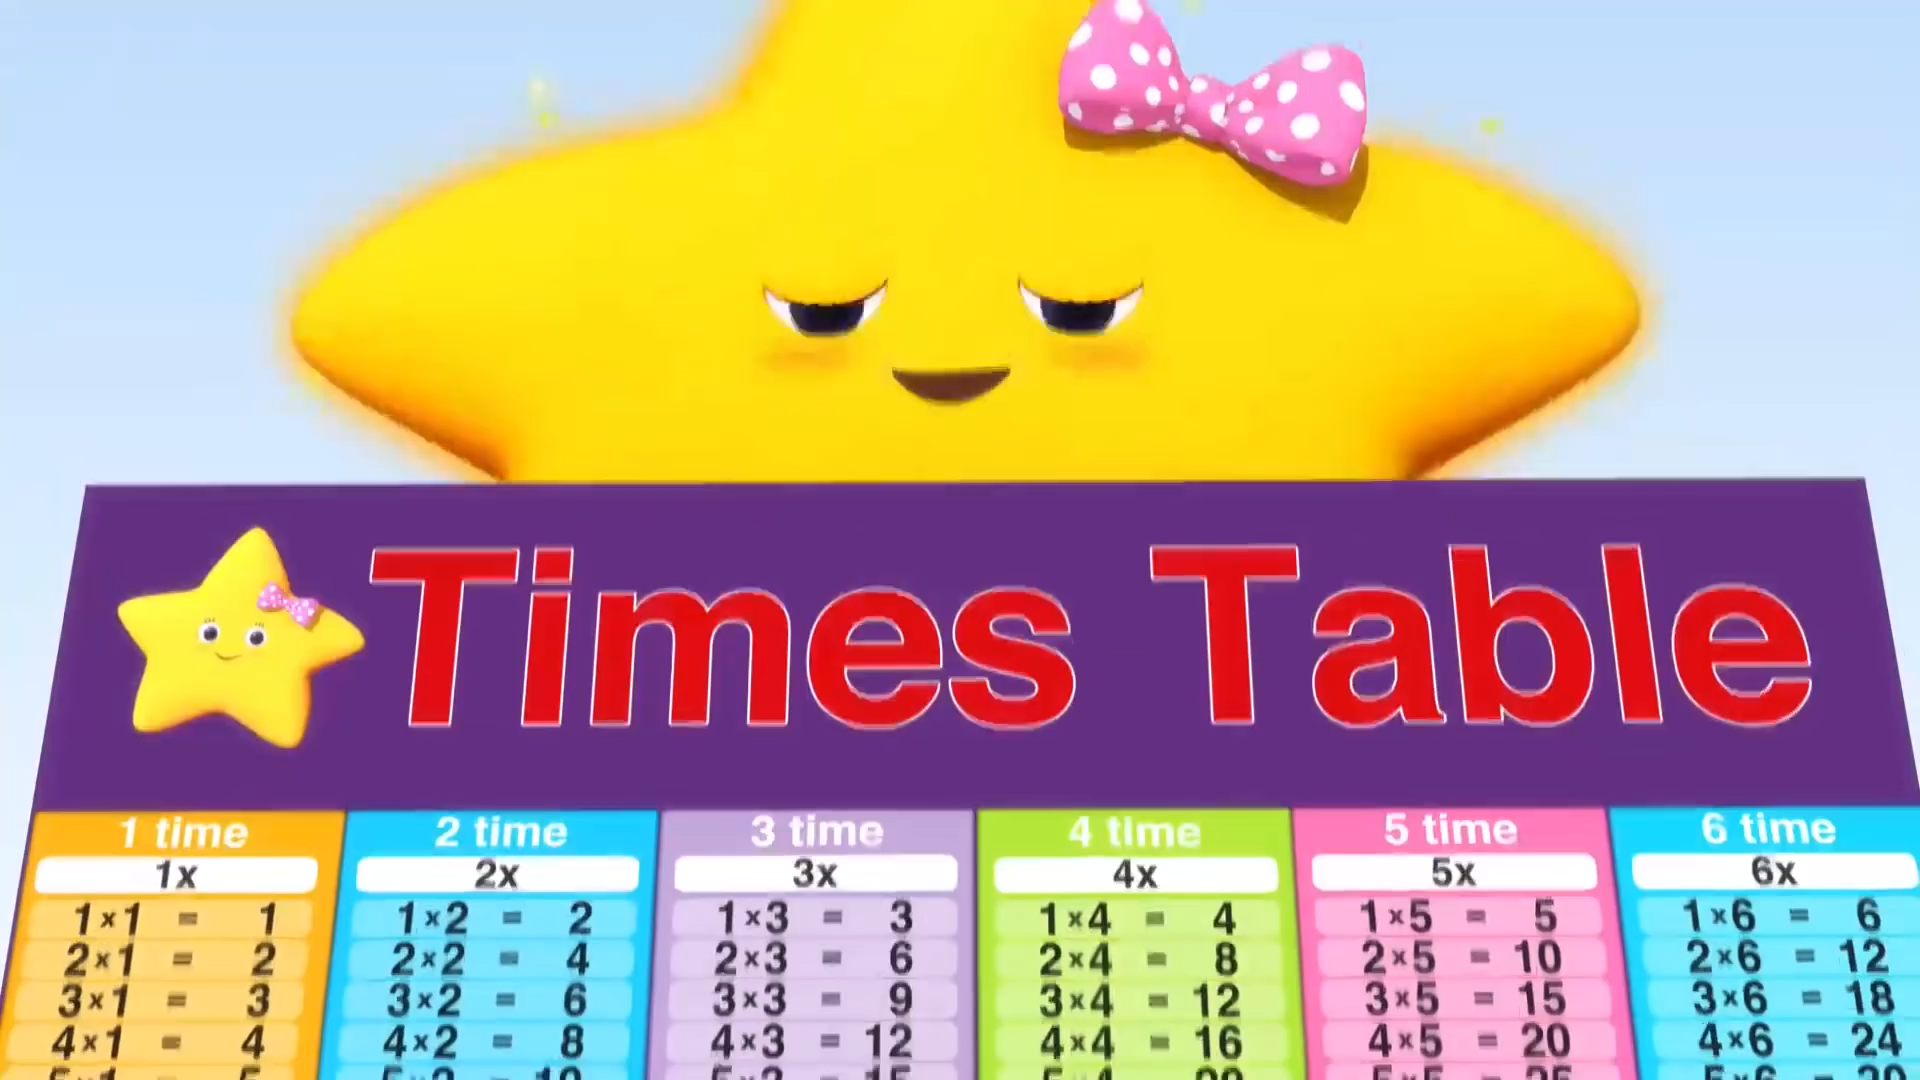 Times Table
1 time 2 time 3 time 4 time 5 time 6 time
1x 2x 3x 4x 5x 6x
1×1 = 1 1×2 = 2 1×3 = 3 1×4 = 4 1×5 = 5 1×6 = 6
2×1 = 2 2×2 = 4 2×3 = 6 2×4 = 8 2×5 = 10 2×6 = 12
3×1 = 3 3×2 = 6 3×3 = 9 3×4 = 12 3×5 = 15 3×6 = 18
4×1 = 4 4×2 = 8 4×3 = 12 4×4 = 16 4×5 = 20 4×6 = 24